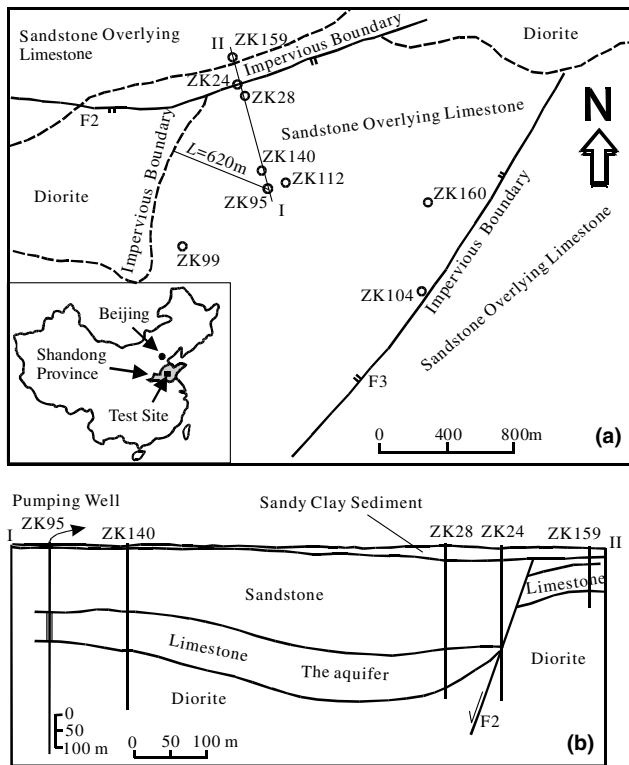 Sandstone Overlying
Limestone
II
ZK159
Impervious Boundary
Diorite
ZK24
ZK28
F2
Sandstone Overlying Limestone
N
Impervious Boundary
L=620m
ZK140
ZK112
ZK95
I
Diorite
ZK160
ZK99
ZK104
Impervious Boundary
Sandstone Overlying Limestone
F3
Beijing
Shandong
Province
Test Site
0 400 800m
(a)
Pumping Well
I
ZK95
ZK140
Sandy Clay Sediment
ZK28
ZK24
ZK159
II
Sandstone
Limestone
Limestone
The aquifer
Diorite
Diorite
F2
0
50
100 m
0 50 100 m
(b)